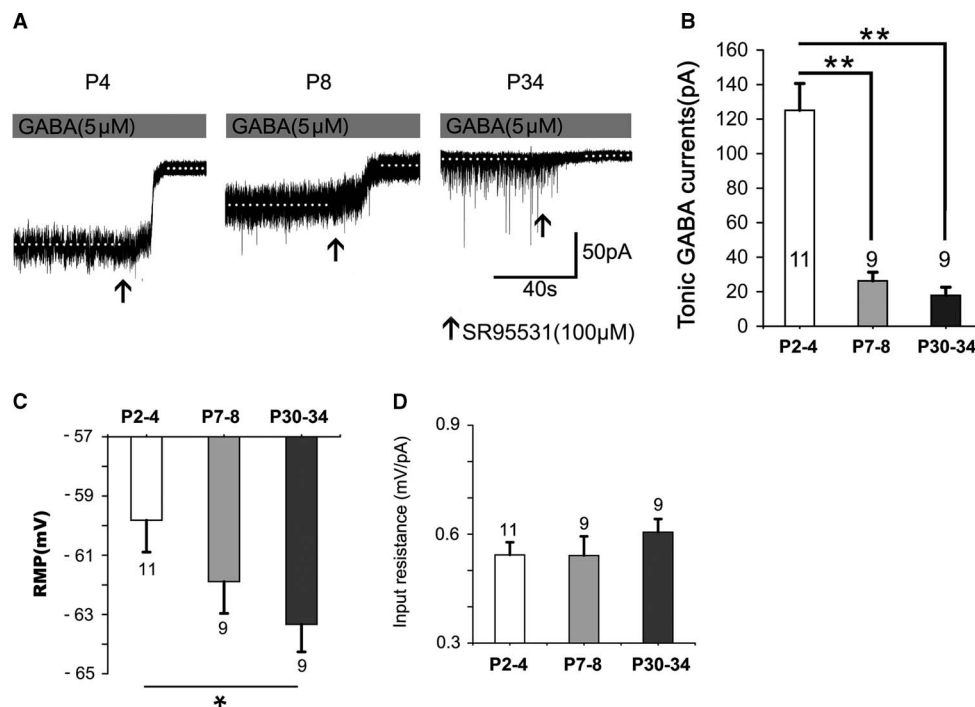 A
P4
P8
P34
GABA(5μM)
GABA(5μM)
GABA(5μM)
50pA
40s
SR95531(100μM)
B
Tonic GABA currents(pA)
160
140
120
100
80
60
40
20
0
**
**
11
9
9
P2-4
P7-8
P30-34
C
P2-4
P7-8
P30-34
RMP(mV)
- 57
- 59
- 61
- 63
- 65
11
9
9
*
D
Input resistance (mV/pA)
0.9
0.6
0.3
11
9
9
P2-4
P7-8
P30-34